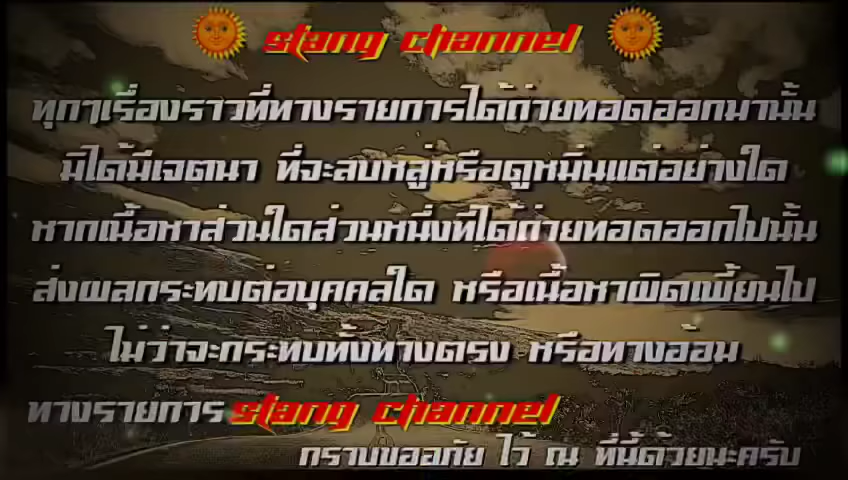 stang channel
ทุกๆเรื่องราวที่ทางรายการได้ถ่ายทอดออกมานั้น
มิได้มีเจตนา ที่จะลบหลู่หรือดูหมิ่นแต่อย่างใด
หากเนื้อหาส่วนใดส่วนหนึ่งที่ได้ถ่ายทอดออกไปนั้น
ส่งผลกระทบต่อบุคคลใด หรือเนื้อหาผิดเพี้ยนไป
ไม่ว่าจะกระทบทั้งทางตรง หรือทางอ้อม
ทางรายการ stang channel
กราบขออภัย ไว้ ณ ที่นี้ด้วยนะครับ